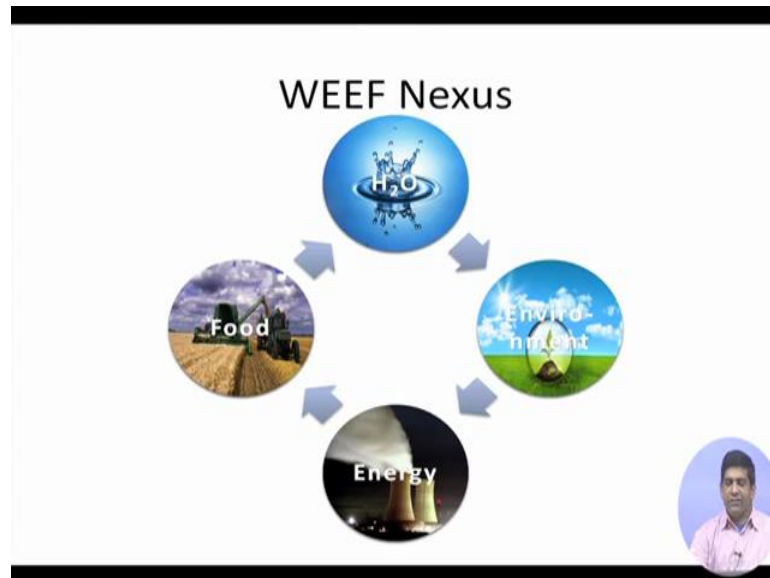 WEEF Nexus
H₂O
Food
Enviro-
nment
Energy